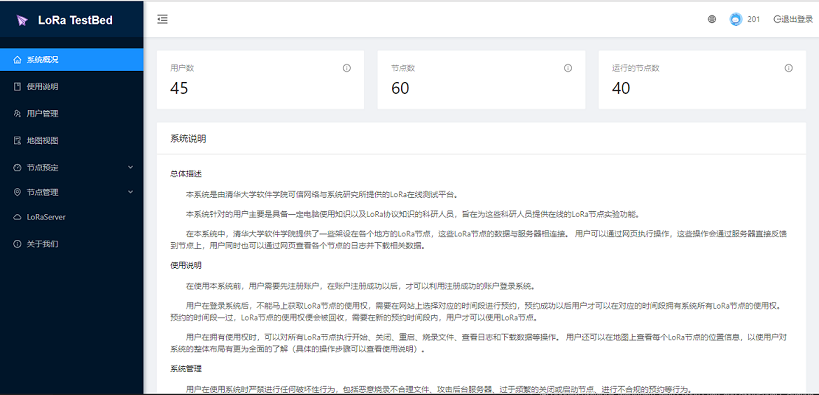 LoRa TestBed
201
退出登录
系统概况
使用说明
用户管理
地图视图
节点预定
节点管理
LoRaServer
关于我们
用户数
45
节点数
60
运行的节点数
40
系统说明
总体描述
本系统是由清华大学软件学院可信网络与系统研究所提供的LoRa在线测试平台。
本系统针对的用户主要是具备一定电脑使用知识以及LoRa协议知识的科研人员，旨在为这些科研人员提供在线的LoRa节点实验功能。
在本系统中，清华大学软件学院提供了一些架设在各个地方的LoRa节点，这些LoRa节点的数据与服务器相连接。 用户可以通过网页执行操作，这些操作会通过服务器直接反馈
到节点上，用户同时也可以通过网页查看各个节点的日志并下载相关数据。
使用说明
在使用本系统前，用户需要先注册账户，在账户注册成功以后，才可以利用注册成功的账户登录系统。
用户在登录系统后，不能马上获取LoRa节点的使用权，需要在网站上选择对应的时间段进行预约，预约成功以后用户才可以在对应的时间段拥有系统所有LoRa节点的使用权。
预约的时间段一过，LoRa节点的使用权便会被回收，需要在新的预约时间段内，用户才可以使用LoRa节点。
用户在拥有使用权时，可以对所有LoRa节点执行开始、关闭、重启、烧录文件、查看日志和下载数据等操作。 用户还可以在地图上查看每个LoRa节点的位置信息，以使用户对
系统的整体布局有更为全面的了解（具体的操作步骤可以查看使用说明）。
系统管理
用户在使用系统时严禁进行任何破坏性行为，包括恶意烧录不合理文件、攻击后台服务器、过于频繁的关闭或启动节点、进行不合规的预约等行为。